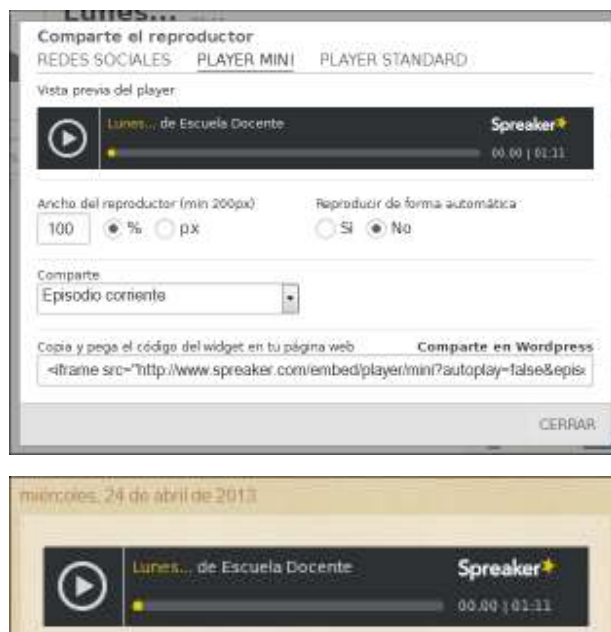 Lunes...
Comparte el reproductor
REDES SOCIALES PLAYER MINI PLAYER STANDARD
Vista previa del player
Lunes... de Escuela Docente Spreaker
00.00 | 01:11
Ancho del reproductor (min 200px) Reproducir de forma automática
100 % px Si No
Comparte
Episodio corriente
Copia y pega el código del widget en tu página web Comparte en Wordpress
<iframe src="http://www.spreaker.com/embed/player/mini?autoplay=false&epis
CERRAR
miércoles, 24 de abril de 2013
Lunes... de Escuela Docente Spreaker
00.00 | 01:11